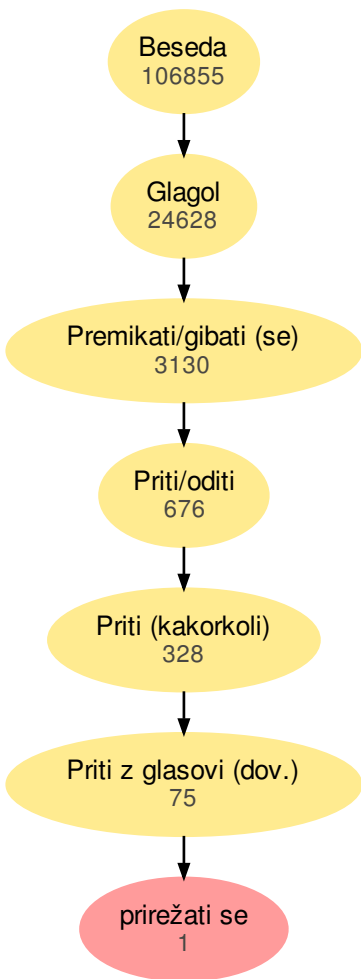 Beseda
106855
Glagol
24628
Premikati/gibati (se)
3130
Priti/oditi
676
Priti (kakorkoli)
328
Priti z glasovi (dov.)
75
prirežati se
1